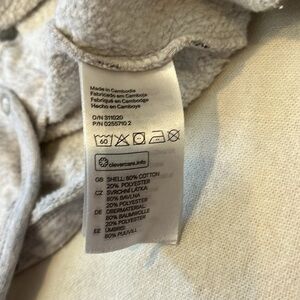 Made in Cambodia
Fabricado em Camboja
Fabriqué en Cambodge
Hecho en Camboya
O/N 311020
P/N 0255710 2
60
clevercare.info
GB SHELL: 80% COTTON
20% POLYESTER
CZ SVRCHNÍ LÁTKA
80% BAVLNA
20% POLYESTER
DE OBERMATERIAL
80% BAUMWOLLE
20% POLYESTER
EE ÜMBRIS
80% PUUVILL